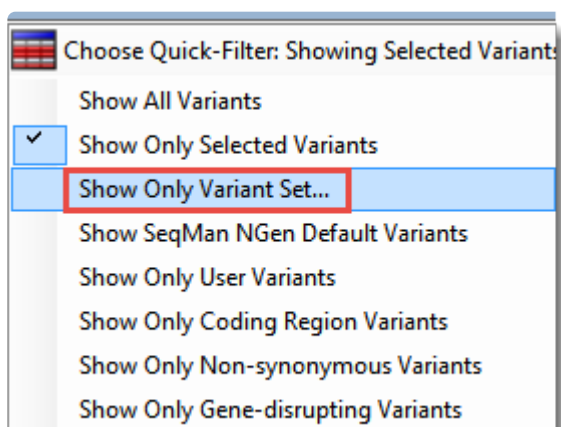 Choose Quick-Filter: Showing Selected Variants
Show All Variants
Show Only Selected Variants
Show Only Variant Set...
Show SeqMan NGen Default Variants
Show Only User Variants
Show Only Coding Region Variants
Show Only Non-synonymous Variants
Show Only Gene-disrupting Variants